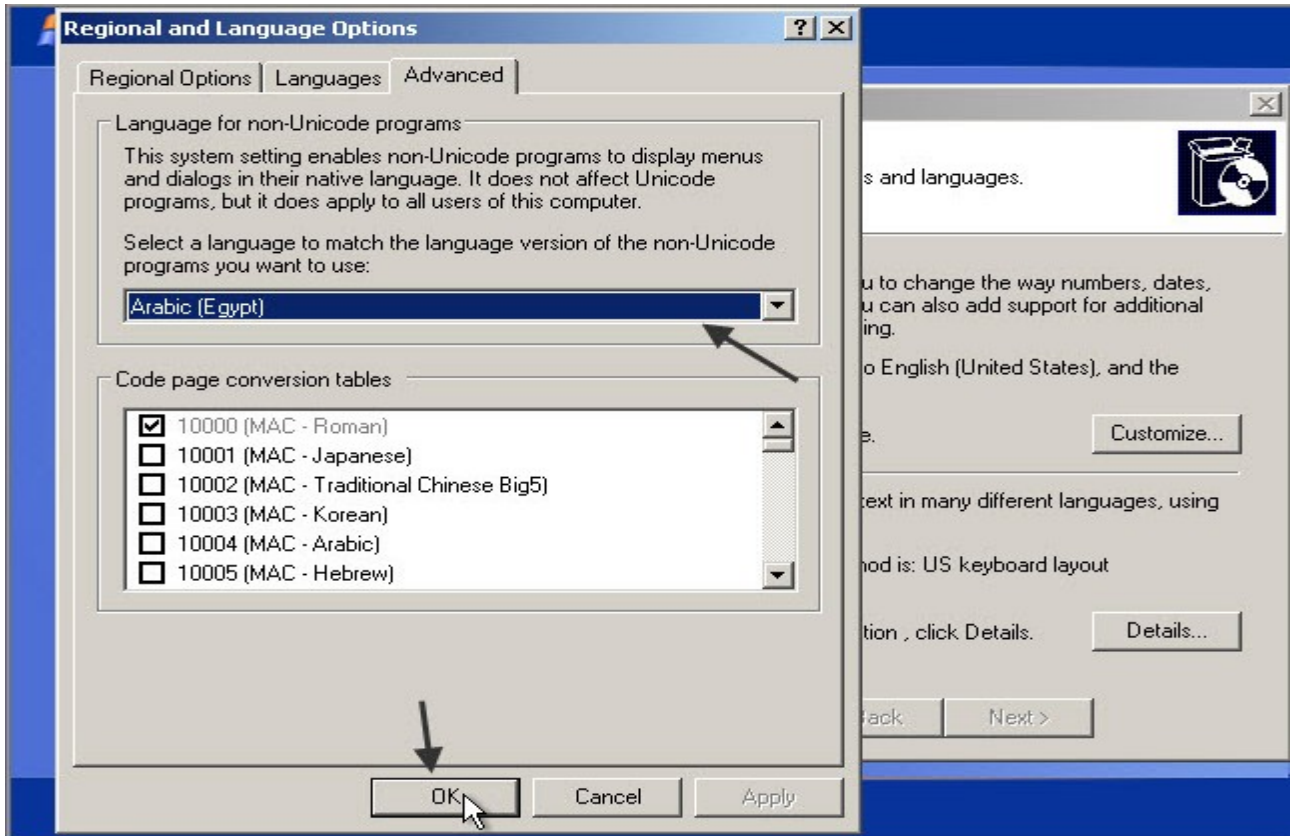 Regional and Language Options
Regional Options
Languages
Advanced
Language for non-Unicode programs
This system setting enables non-Unicode programs to display menus
and dialogs in their native language. It does not affect Unicode
programs, but it does apply to all users of this computer.
Select a language to match the language version of the non-Unicode
programs you want to use:
Arabic (Egypt)
Code page conversion tables
10000 (MAC - Roman)
10001 (MAC - Japanese)
10002 (MAC - Traditional Chinese Big5)
10003 (MAC - Korean)
10004 (MAC - Arabic)
10005 (MAC - Hebrew)
OK
Cancel
Apply
s and languages.
u to change the way numbers, dates,
u can also add support for additional
ing.
o English (United States), and the
e.
Customize...
text in many different languages, using
nod is: US keyboard layout
tion , click Details.
Details...
ack
Next >